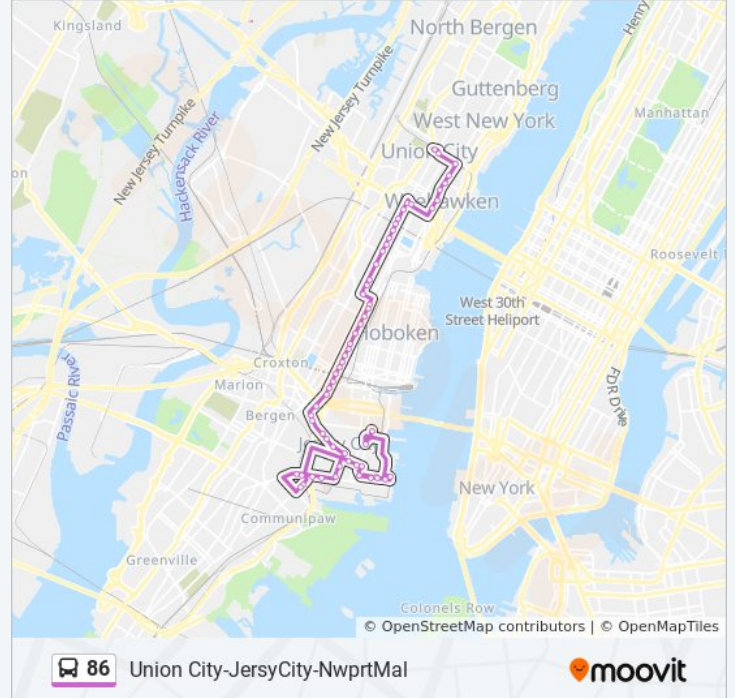 Kingsland
North Bergen
Henry
Guttenberg
New Jersey Turnpike
New Jersey Turnpike
Manhattan
West New York
Hackensack River
Union City
on
Weehawken
Roosevelt I
West 30th
Street Heliport
Hoboken
Croxton
Passaic River
Marion
FDR Drive
Bergen
Jersey C
New York
Communipaw
Greenville
Colonels Row
© OpenStreetMap contributors | © OpenMapTiles
86 Union City-JersyCity-NwprtMal
moovit